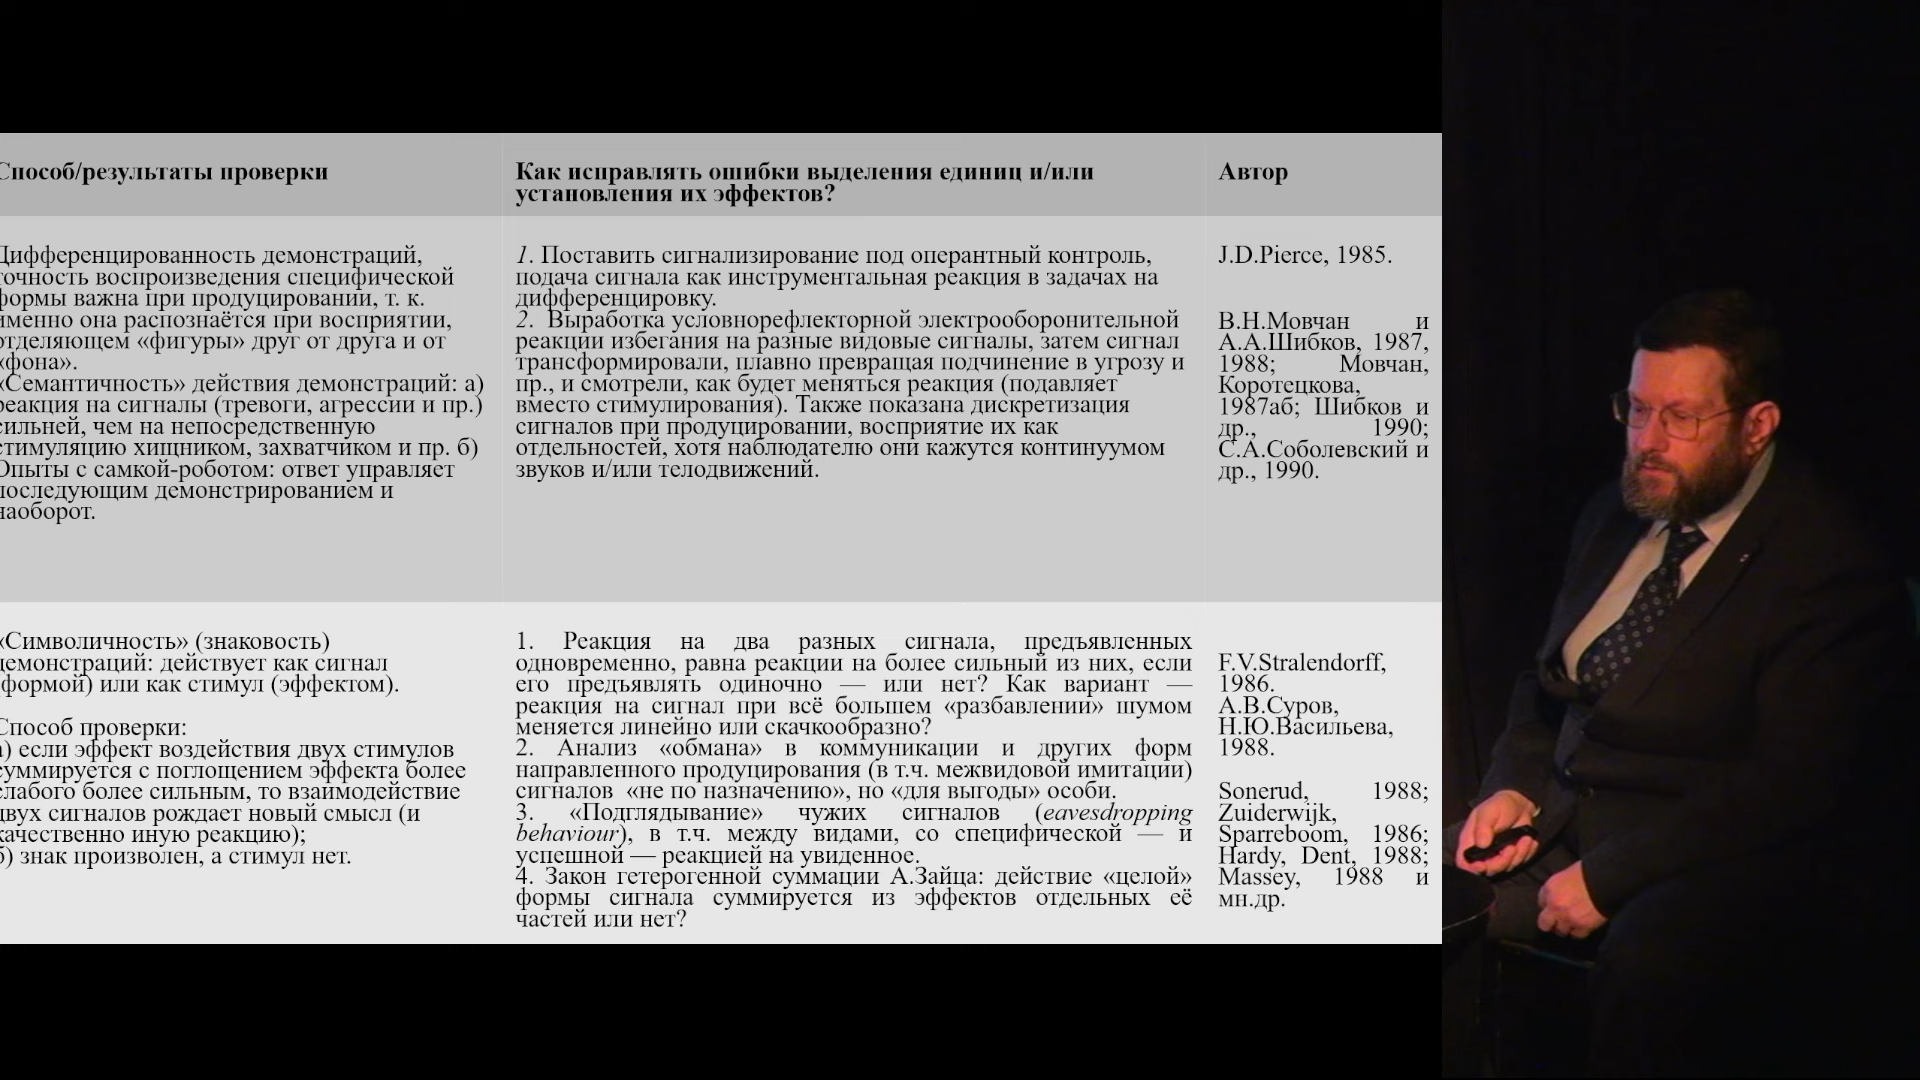 Способ/результаты проверки
Как исправлять ошибки выделения единиц и/или
установления их эффектов?
Автор
Дифференцированность демонстраций,
точность воспроизведения специфической
формы важна при продуцировании, т. к.
именно она распознаётся при восприятии,
отделяющем «фигуры» друг от друга и от
«фона».
«Семантичность» действия демонстраций: а)
реакция на сигналы (тревоги, агрессии и пр.)
сильней, чем на непосредственную
стимуляцию хищником, захватчиком и пр. б)
Опыты с самкой-роботом: ответ управляет
последующим демонстрированием и
наоборот.
1. Поставить сигнализирование под оперантный контроль,
подача сигнала как инструментальная реакция в задачах на
дифференцировку.
2. Выработка условнорефлекторной электрооборонительной
реакции избегания на разные видовые сигналы, затем сигнал
трансформировали, плавно превращая подчинение в угрозу и
пр., и смотрели, как будет меняться реакция (подавляет
вместо стимулирования). Также показана дискретизация
сигналов при продуцировании, восприятие их как
отдельностей, хотя наблюдателю они кажутся континуумом
звуков и/или телодвижений.
J.D.Pierce, 1985.
В.Н.Мовчан и
А.А.Шибков, 1987,
1988; Мовчан,
Коротецкова,
1987аб; Шибков и
др., 1990;
С.А.Соболевский и
др., 1990.
«Символичность» (знаковость)
демонстраций: действует как сигнал
(формой) или как стимул (эффектом).
Способ проверки:
а) если эффект воздействия двух стимулов
суммируется с поглощением эффекта более
слабого более сильным, то взаимодействие
двух сигналов рождает новый смысл (и
качественно иную реакцию);
б) знак произволен, а стимул нет.
1. Реакция на два разных сигнала, предъявленных
одновременно, равна реакции на более сильный из них, если
его предъявлять одиночно — или нет? Как вариант —
реакция на сигнал при всё большем «разбавлении» шумом
меняется линейно или скачкообразно?
2. Анализ «обмана» в коммуникации и других форм
направленного продуцирования (в т.ч. межвидовой имитации)
сигналов «не по назначению», но «для выгоды» особи.
3. «Подглядывание» чужих сигналов (eavesdropping
behaviour), в т.ч. между видами, со специфической — и
успешной — реакцией на увиденное.
4. Закон гетерогенной суммации А.Зайца: действие «целой»
формы сигнала суммируется из эффектов отдельных её
частей или нет?
F.V.Stralendorff,
1986.
А.В.Суров,
Н.Ю.Васильева,
1988.
Sonerud, 1988;
Zuiderwijk,
Sparreboom, 1986;
Hardy, Dent, 1988;
Massey, 1988 и
мн.др.